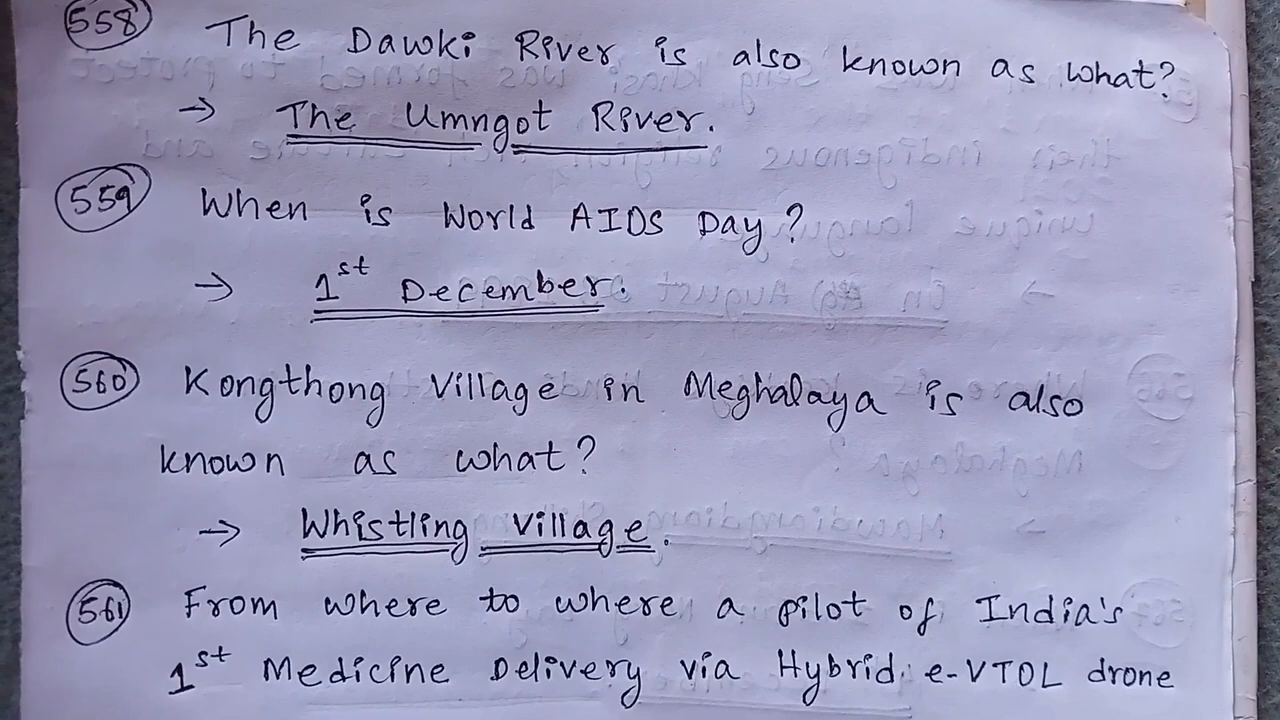 558 The Dawki River is also known as what?
→ The Umngot River.
559 When is World AIDS Day?
→ 1st December.
560 Kongthong Village in Meghalaya is also
known as what?
→ Whistling Village.
561 From where to where a pilot of India's
1st Medicine Delivery via Hybrid e-VTOL drone